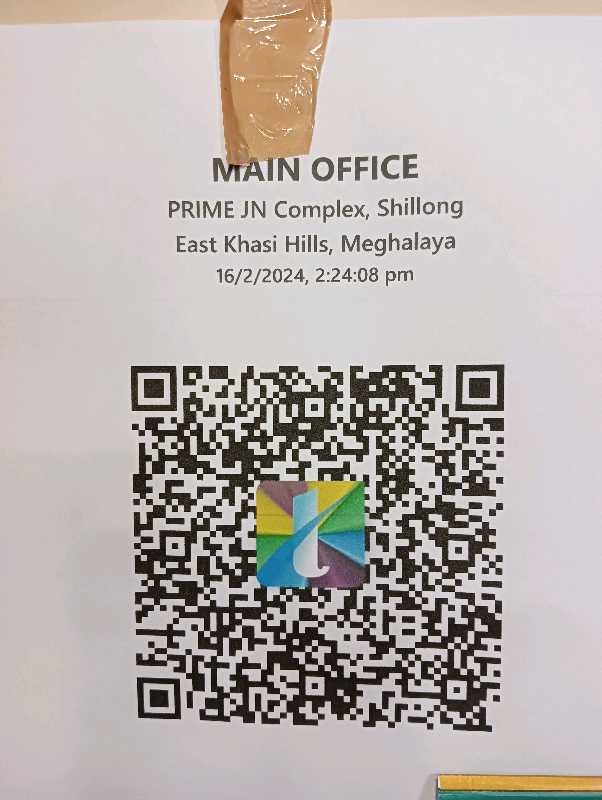 MAIN OFFICE
PRIME JN Complex, Shillong
East Khasi Hills, Meghalaya
16/2/2024, 2:24:08 pm
t